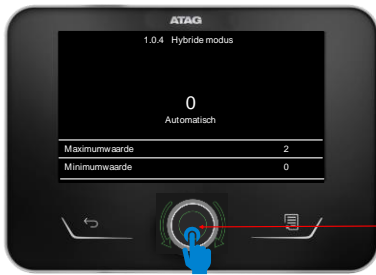 ATAG
1.0.4 Hybride modus
0
Automatisch
Maximumwaarde 2
Minimumwaarde 0